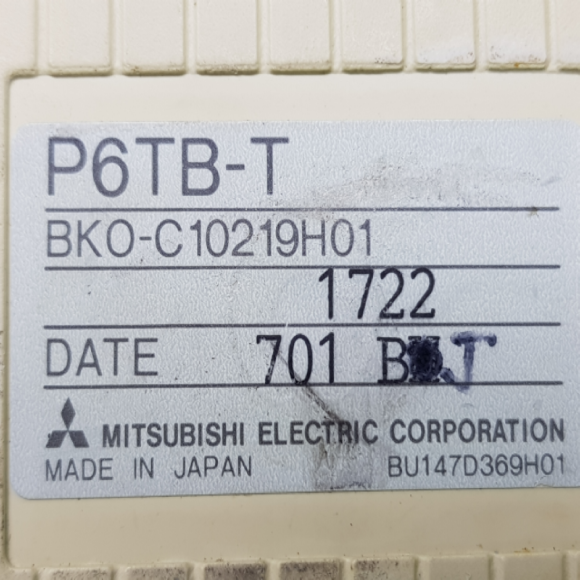 P6TB-T
BKO-C10219H01
1722
DATE 701 B J
MITSUBISHI ELECTRIC CORPORATION
MADE IN JAPAN BU147D369H01